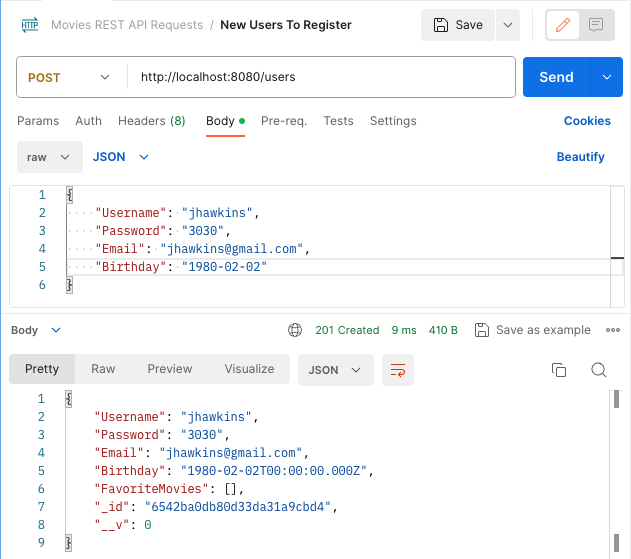 HTTP Movies REST API Requests / New Users To Register Save
POST http://localhost:8080/users Send
Params Auth Headers (8) Body Pre-req. Tests Settings Cookies
raw JSON Beautify
1 {
2 ····"Username":·"jhawkins",
3 ····"Password":·"3030",
4 ····"Email":·"jhawkins@gmail.com",
5 ····"Birthday":·"1980-02-02"
6 }
Body 201 Created 9 ms 410 B Save as example
Pretty Raw Preview Visualize JSON
1 {
2 "Username": "jhawkins",
3 "Password": "3030",
4 "Email": "jhawkins@gmail.com",
5 "Birthday": "1980-02-02T00:00:00.000Z",
6 "FavoriteMovies": [],
7 "_id": "6542ba0db80d33da31a9cbd4",
8 "__v": 0
9 }